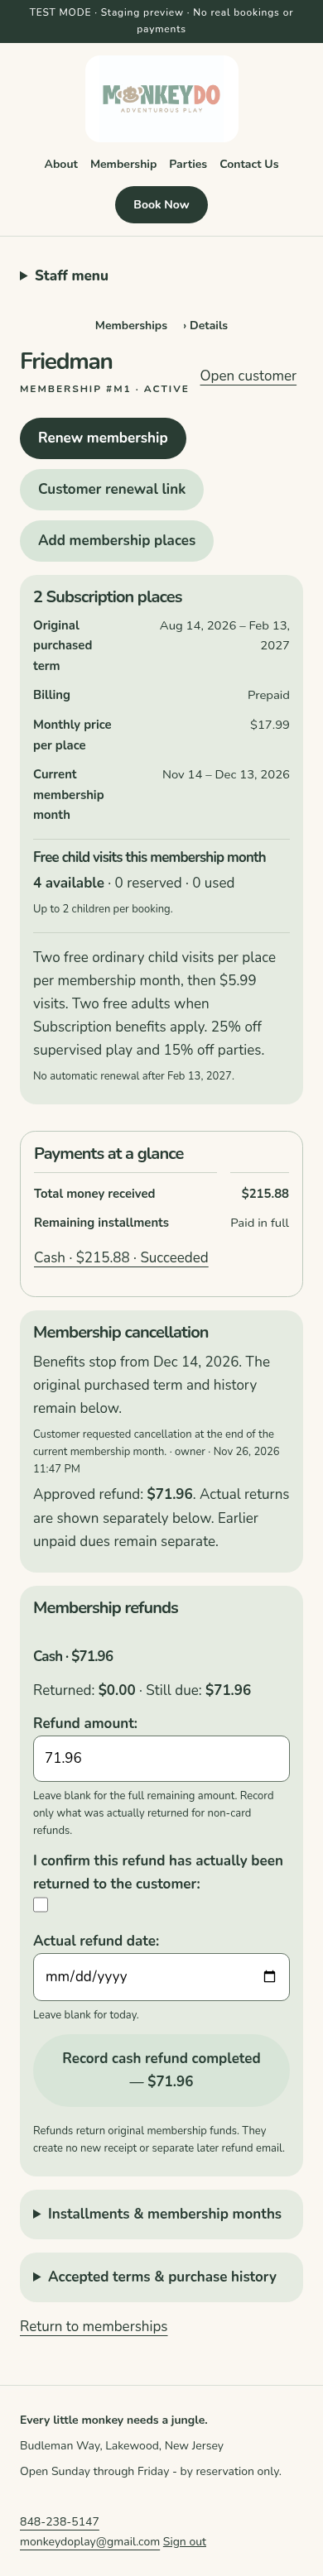 TEST MODE · Staging preview · No real bookings or
payments
MONKEYDO
ADVENTUROUS PLAY
About Membership Parties Contact Us
Book Now
▶ Staff menu
Memberships › Details
Friedman
MEMBERSHIP #M1 · ACTIVE
Open customer
Renew membership
Customer renewal link
Add membership places
2 Subscription places
Original purchased term Aug 14, 2026 – Feb 13, 2027
Billing Prepaid
Monthly price per place $17.99
Current membership month Nov 14 – Dec 13, 2026
Free child visits this membership month
4 available · 0 reserved · 0 used
Up to 2 children per booking.
Two free ordinary child visits per place
per membership month, then $5.99
visits. Two free adults when
Subscription benefits apply. 25% off
supervised play and 15% off parties.
No automatic renewal after Feb 13, 2027.
Payments at a glance
Total money received $215.88
Remaining installments Paid in full
Cash · $215.88 · Succeeded
Membership cancellation
Benefits stop from Dec 14, 2026. The
original purchased term and history
remain below.
Customer requested cancellation at the end of the
current membership month. · owner · Nov 26, 2026
11:47 PM
Approved refund: $71.96. Actual returns
are shown separately below. Earlier
unpaid dues remain separate.
Membership refunds
Cash · $71.96
Returned: $0.00 · Still due: $71.96
Refund amount:
71.96
Leave blank for the full remaining amount. Record
only what was actually returned for non-card
refunds.
I confirm this refund has actually been
returned to the customer:
Actual refund date:
mm/dd/yyyy
Leave blank for today.
Record cash refund completed
— $71.96
Refunds return original membership funds. They
create no new receipt or separate later refund email.
▶ Installments & membership months
▶ Accepted terms & purchase history
Return to memberships
Every little monkey needs a jungle.
Budleman Way, Lakewood, New Jersey
Open Sunday through Friday - by reservation only.
848-238-5147
monkeydoplay@gmail.com Sign out